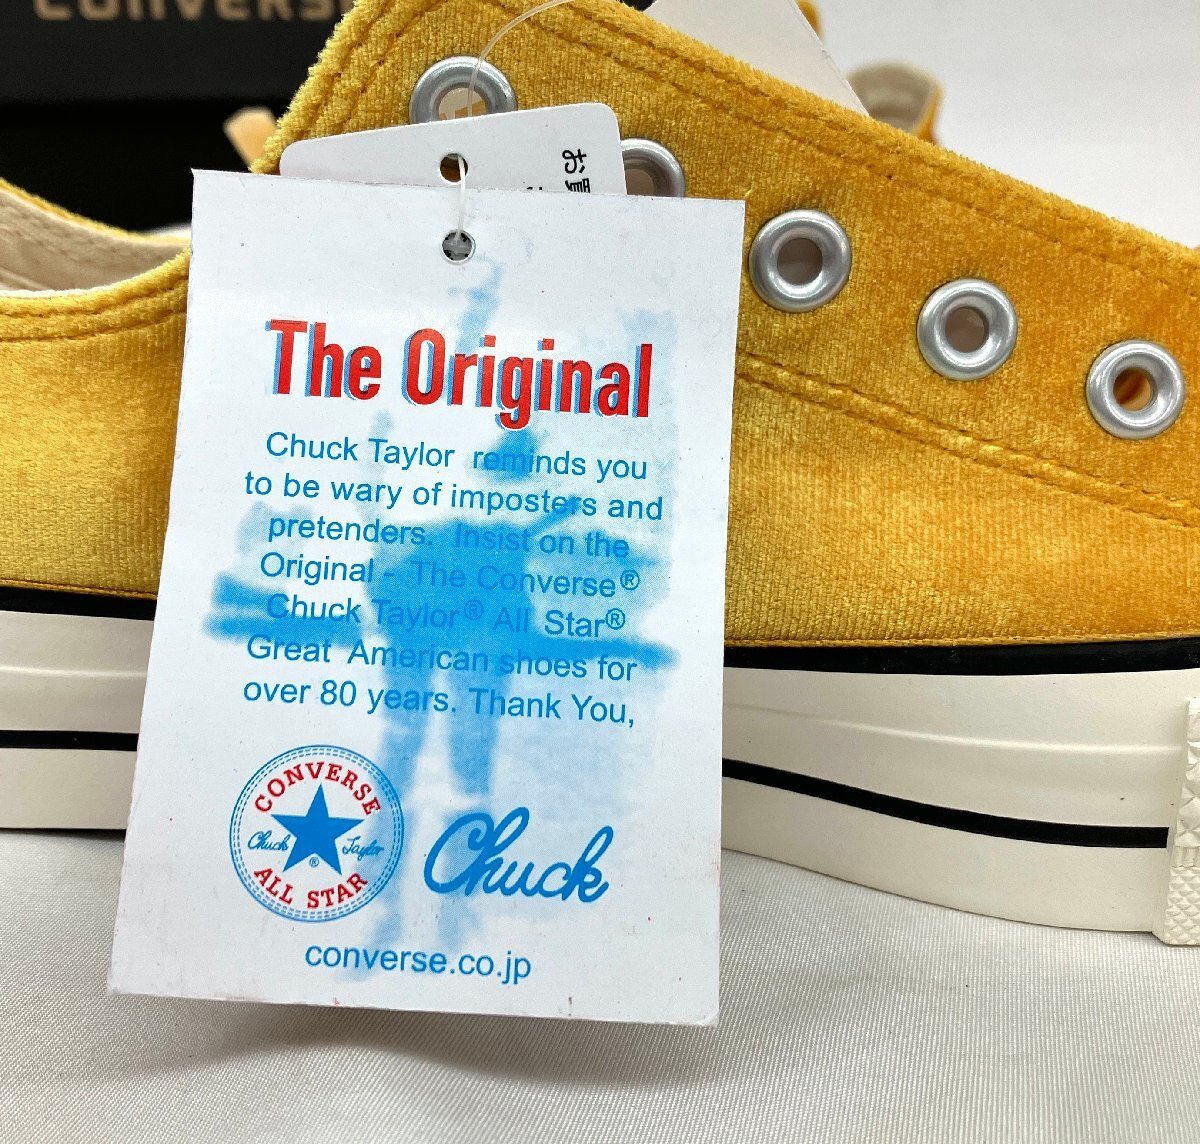 CONVERSE
お
The Original
Chuck Taylor reminds you
to be wary of imposters and
pretenders. Insist on the
Original - The Converse®
Chuck Taylor® All Star®
Great American shoes for
over 80 years. Thank You,
CONVERSE
Chuck Taylor
®
ALL STAR
Chuck
converse.co.jp